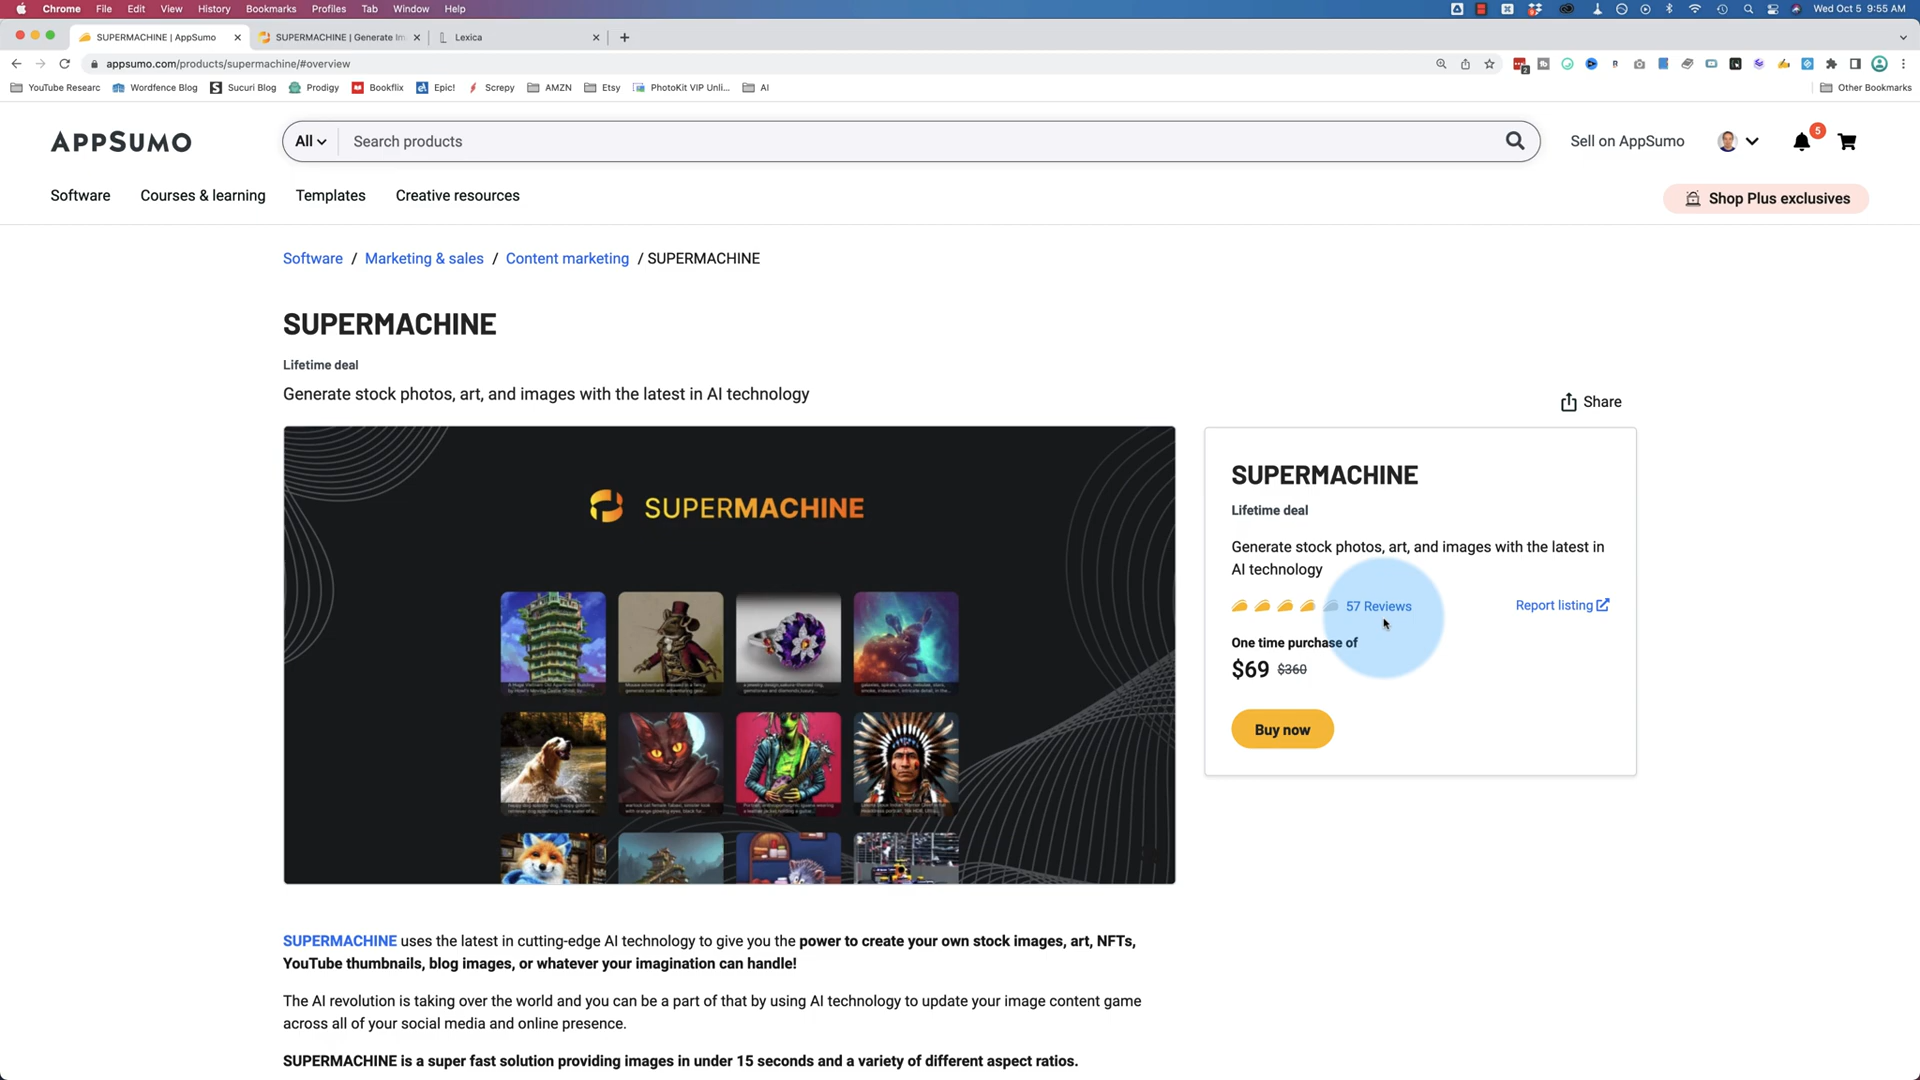 Chrome File Edit View History Bookmarks Profiles Tab Window Help
Wed Oct 5 9:55 AM
SUPERMACHINE | AppSumo
SUPERMACHINE | Generate Im
Lexica
appsumo.com/products/supermachine/#overview
2
YouTube Researc
Wordfence Blog
Sucuri Blog
Prodigy
Bookflix
Epic!
Screpy
AMZN
Etsy
PhotoKit VIP Unli...
AI
Other Bookmarks
APPSUMO
All
Search products
Sell on AppSumo
5
Software
Courses & learning
Templates
Creative resources
Shop Plus exclusives
Software / Marketing & sales / Content marketing / SUPERMACHINE
SUPERMACHINE
Lifetime deal
Generate stock photos, art, and images with the latest in AI technology
Share
SUPERMACHINE
SUPERMACHINE
Lifetime deal
Generate stock photos, art, and images with the latest in
AI technology
57 Reviews
Report listing
One time purchase of
$69 $360
Buy now
SUPERMACHINE uses the latest in cutting-edge AI technology to give you the power to create your own stock images, art, NFTs,
YouTube thumbnails, blog images, or whatever your imagination can handle!
The AI revolution is taking over the world and you can be a part of that by using AI technology to update your image content game
across all of your social media and online presence.
SUPERMACHINE is a super fast solution providing images in under 15 seconds and a variety of different aspect ratios.